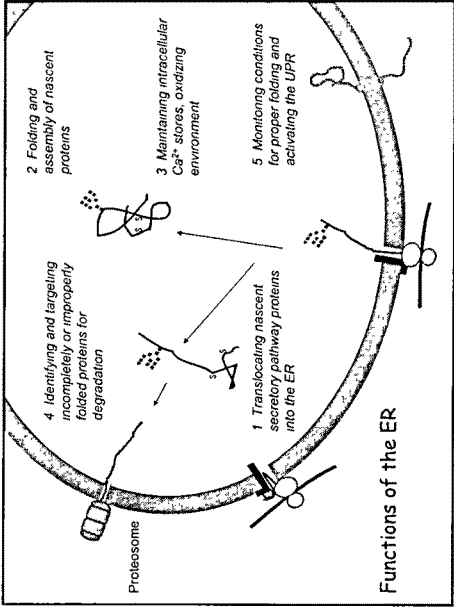 2 Folding and
assembly of nascent
proteins
3 Maintaining intracellular
Ca²⁺ stores, oxidizing
environment
5 Monitoring conditions
for proper folding and
activating the UPR
4 Identifying and targeting
incompletely or improperly
folded proteins for
degradation
1 Translocating nascent
secretory pathway proteins
into the ER
S
S
S
S
Proteosome
Functions of the ER